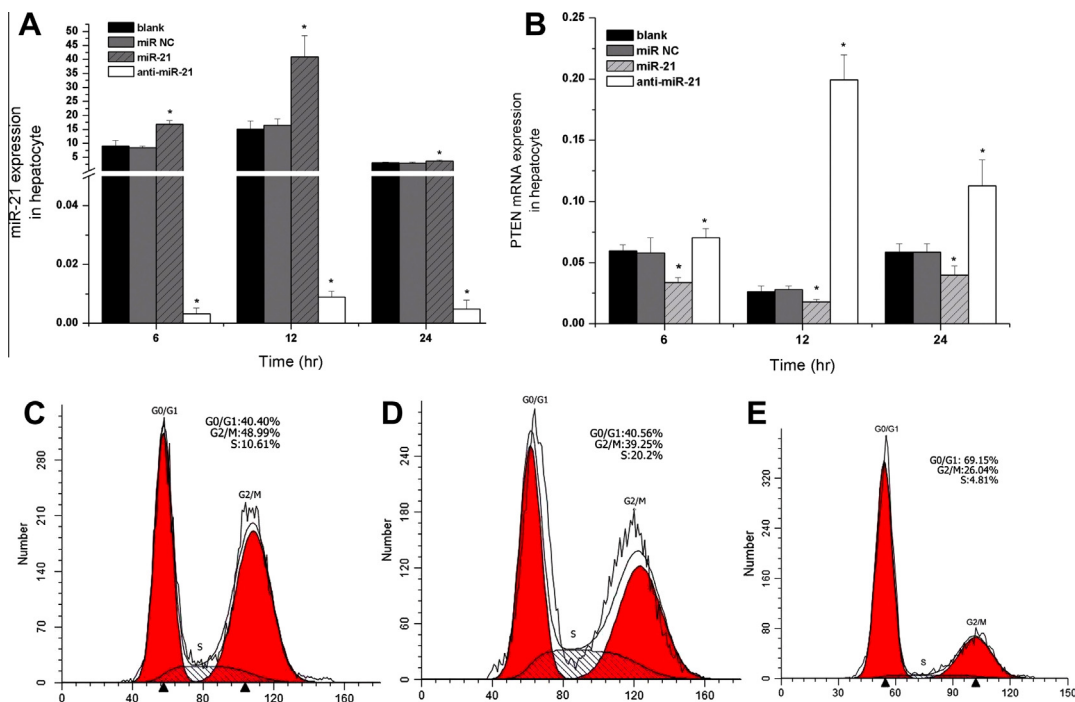 A
blank
miR NC
miR-21
anti-miR-21
miR-21 expression
in hepatocyte
50
45
40
35
30
25
20
15
10
5
0.04
0.02
0.00
*
*
*
*
*
*
6
12
24
Time (hr)
B
blank
miR NC
miR-21
anti-miR-21
PTEN mRNA expression
in hepatocyte
0.25
0.20
0.15
0.10
0.05
0.00
*
*
*
*
*
*
6
12
24
Time (hr)
C
G0/G1
G0/G1:40.40%
G2/M:48.99%
S:10.61%
G2/M
S
Number
280
210
140
70
0
40
80
120
160
D
G0/G1
G0/G1:40.56%
G2/M:39.25%
S:20.2%
G2/M
S
Number
240
180
120
60
0
40
80
120
160
E
G0/G1
G0/G1: 69.15%
G2/M:26.04%
S:4.81%
G2/M
S
Number
320
240
160
80
0
30
60
90
120
150